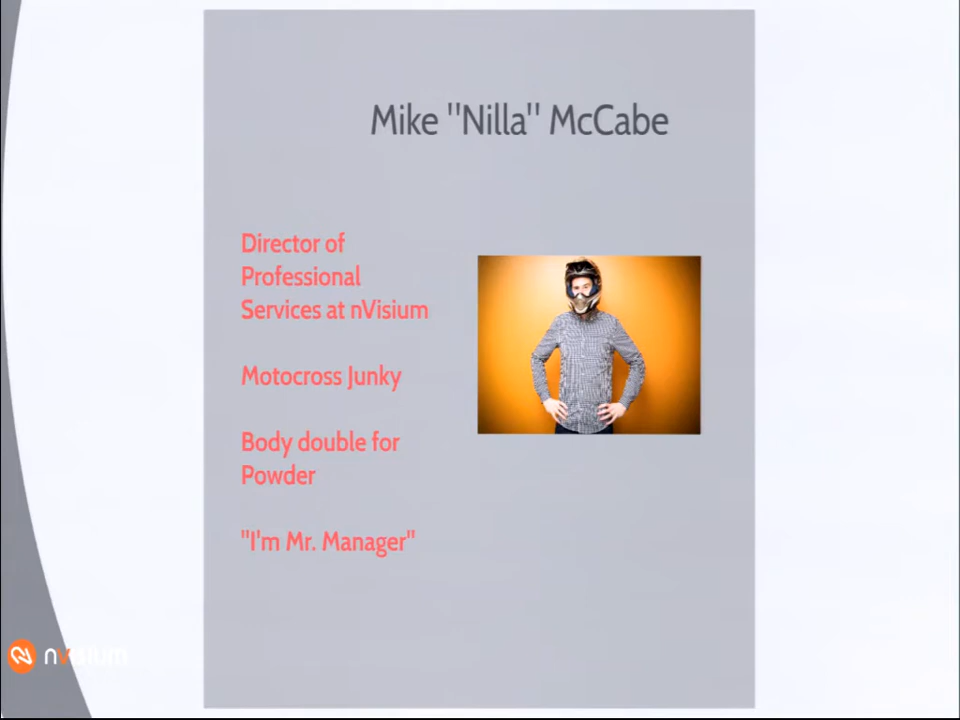 Mike "Nilla" McCabe
Director of
Professional
Services at nVisium
Motocross Junky
Body double for
Powder
"I'm Mr. Manager"
nVisium